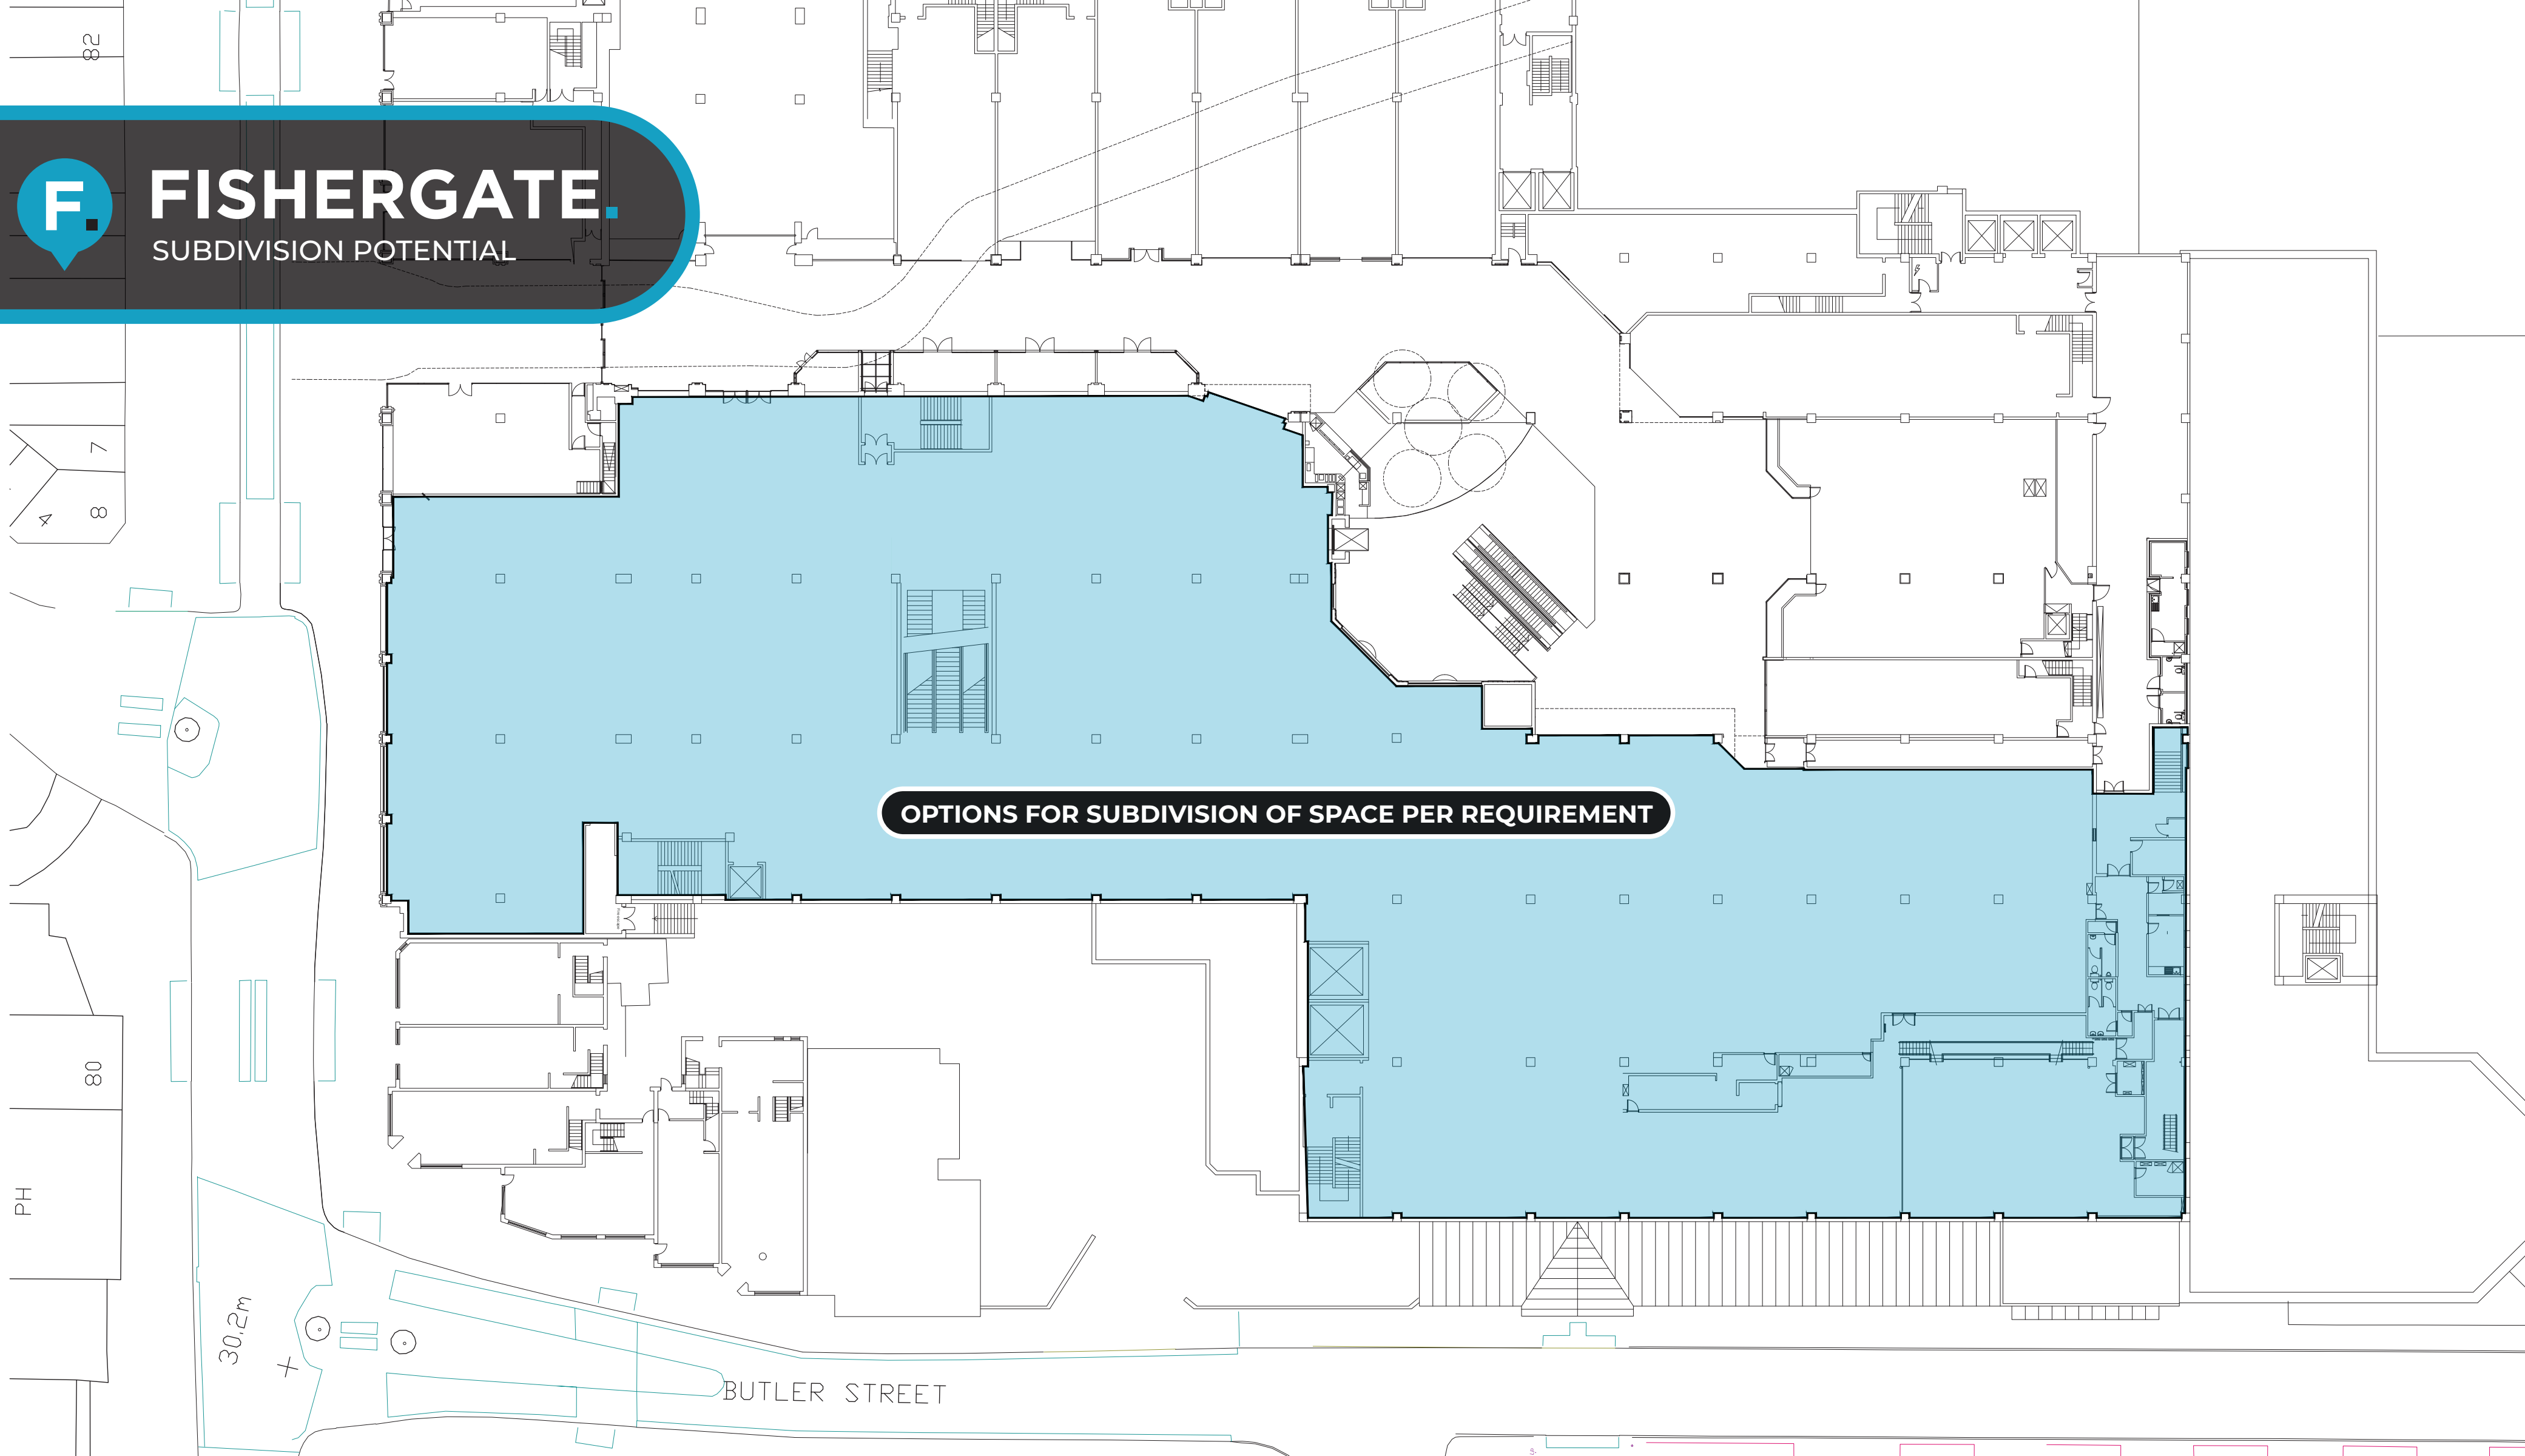 82
F.
FISHERGATE.
SUBDIVISION POTENTIAL
7
8
4
OPTIONS FOR SUBDIVISION OF SPACE PER REQUIREMENT
80
PH
30.2m
BUTLER STREET